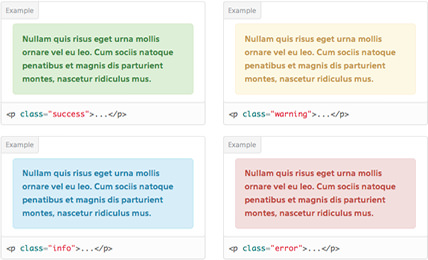 Example
Nullam quis risus eget urna mollis
ornare vel eu leo. Cum sociis natoque
penatibus et magnis dis parturient
montes, nascetur ridiculus mus.
<p class="success">...</p>
Example
Nullam quis risus eget urna mollis
ornare vel eu leo. Cum sociis natoque
penatibus et magnis dis parturient
montes, nascetur ridiculus mus.
<p class="warning">...</p>
Example
Nullam quis risus eget urna mollis
ornare vel eu leo. Cum sociis natoque
penatibus et magnis dis parturient
montes, nascetur ridiculus mus.
<p class="info">...</p>
Example
Nullam quis risus eget urna mollis
ornare vel eu leo. Cum sociis natoque
penatibus et magnis dis parturient
montes, nascetur ridiculus mus.
<p class="error">...</p>